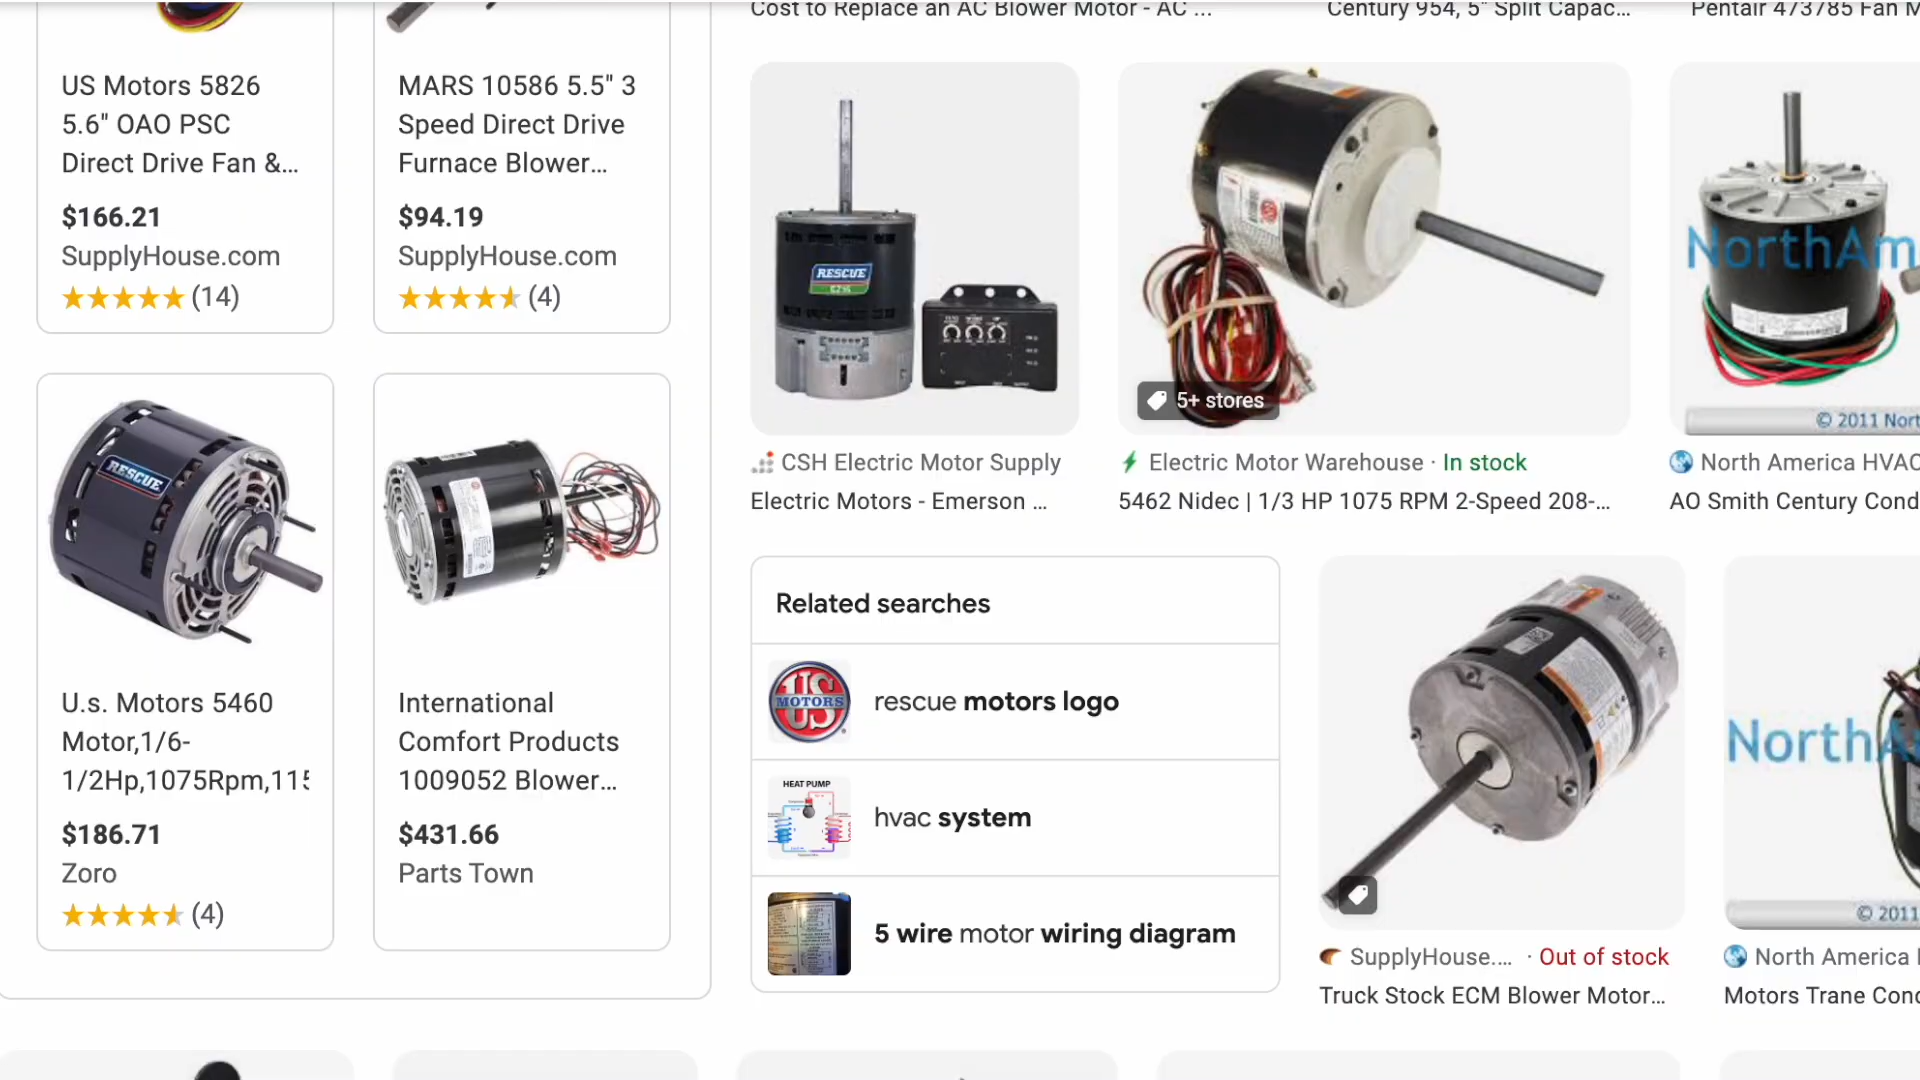 Cost to Replace an AC Blower Motor - AC ...
Century 954, 5" Split Capac...
Pentair 473785 Fan M
US Motors 5826
5.6" OAO PSC
Direct Drive Fan &...
$166.21
SupplyHouse.com
(14)
MARS 10586 5.5" 3
Speed Direct Drive
Furnace Blower...
$94.19
SupplyHouse.com
(4)
RESCUE
5+ stores
NorthAm
© 2011 Nort
CSH Electric Motor Supply
Electric Motors - Emerson ...
Electric Motor Warehouse · In stock
5462 Nidec | 1/3 HP 1075 RPM 2-Speed 208-...
North America HVAC
AO Smith Century Cond
RESCUE
U.s. Motors 5460
Motor,1/6-
1/2Hp,1075Rpm,115
$186.71
Zoro
(4)
International
Comfort Products
1009052 Blower...
$431.66
Parts Town
Related searches
US
MOTORS
rescue motors logo
HEAT PUMP
hvac system
5 wire motor wiring diagram
SupplyHouse.... · Out of stock
Truck Stock ECM Blower Motor...
NorthA
© 2011
North America H
Motors Trane Cond